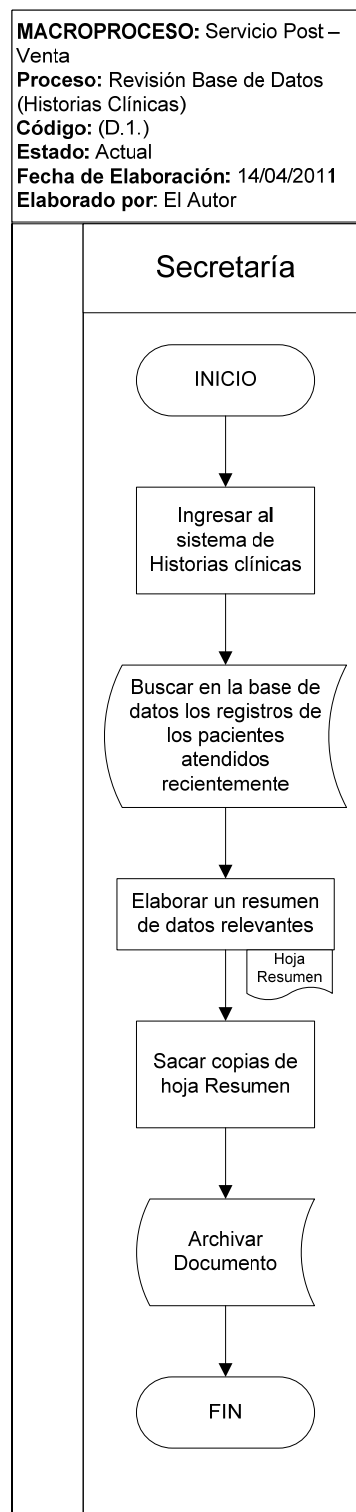 MACROPROCESO: Servicio Post –
Venta
Proceso: Revisión Base de Datos
(Historias Clínicas)
Código: (D.1.)
Estado: Actual
Fecha de Elaboración: 14/04/2011
Elaborado por: El Autor
Secretaría
INICIO
Ingresar al
sistema de
Historias clínicas
Buscar en la base de
datos los registros de
los pacientes
atendidos
recientemente
Elaborar un resumen
de datos relevantes
Hoja
Resumen
Sacar copias de
hoja Resumen
Archivar
Documento
FIN